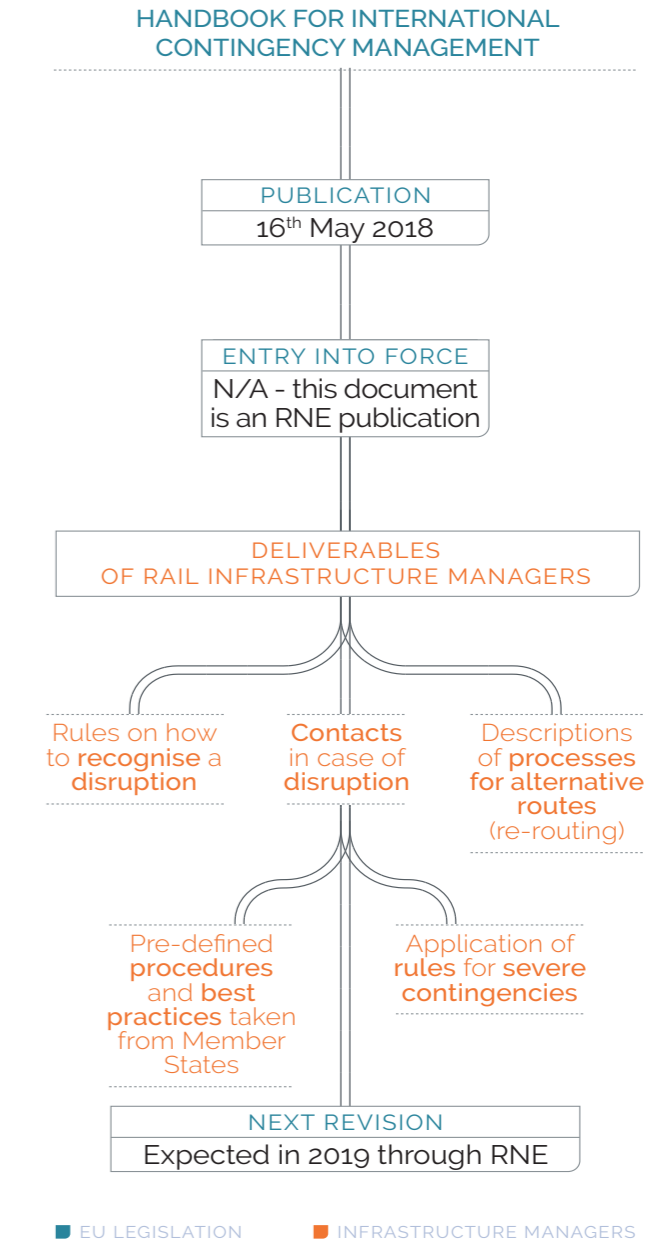 HANDBOOK FOR INTERNATIONAL
CONTINGENCY MANAGEMENT
PUBLICATION
16th May 2018
ENTRY INTO FORCE
N/A - this document
is an RNE publication
DELIVERABLES
OF RAIL INFRASTRUCTURE MANAGERS
Rules on how
to recognise a
disruption
Contacts
in case of
disruption
Descriptions
of processes
for alternative
routes
(re-routing)
Pre-defined
procedures
and best
practices taken
from Member
States
Application of
rules for severe
contingencies
NEXT REVISION
Expected in 2019 through RNE
EU LEGISLATION
INFRASTRUCTURE MANAGERS